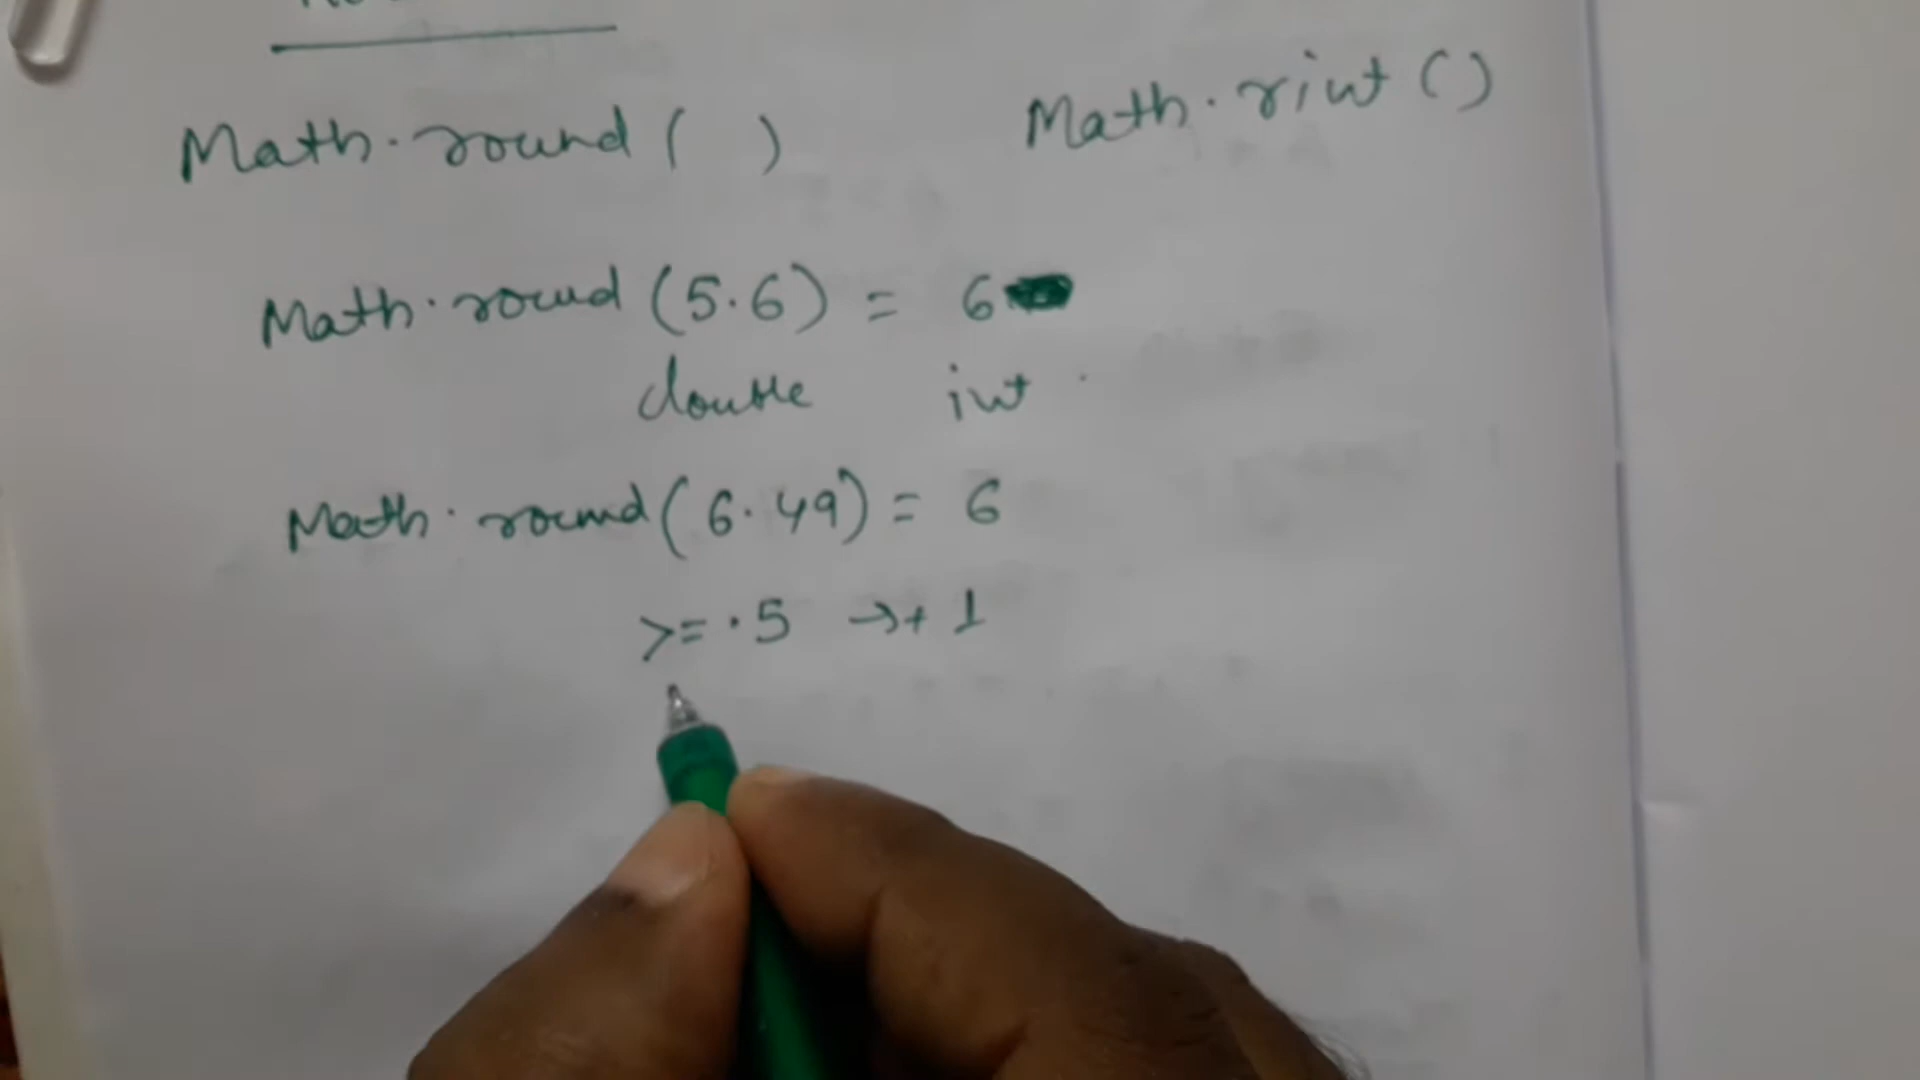 Math.round( )
Math.rint()
Math.round(5.6) = 6
double int
Math.round(6.49) = 6
>= .5 →+1